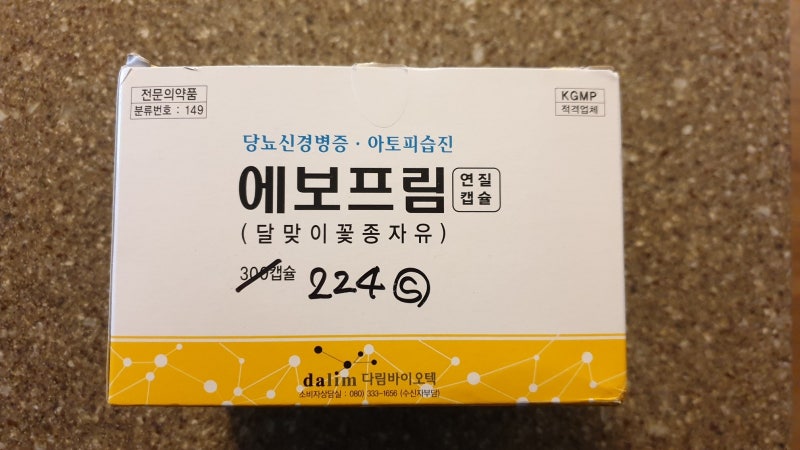 전문의약품
분류번호 : 149
KGMP
적격업체
당뇨신경병증 · 아토피습진
에보프림 연질캡슐
(달맞이꽃종자유)
300캡슐 224 ⓒ
dalim 다림바이오텍
소비자상담실 : 080) 333-1656 (수신자부담)